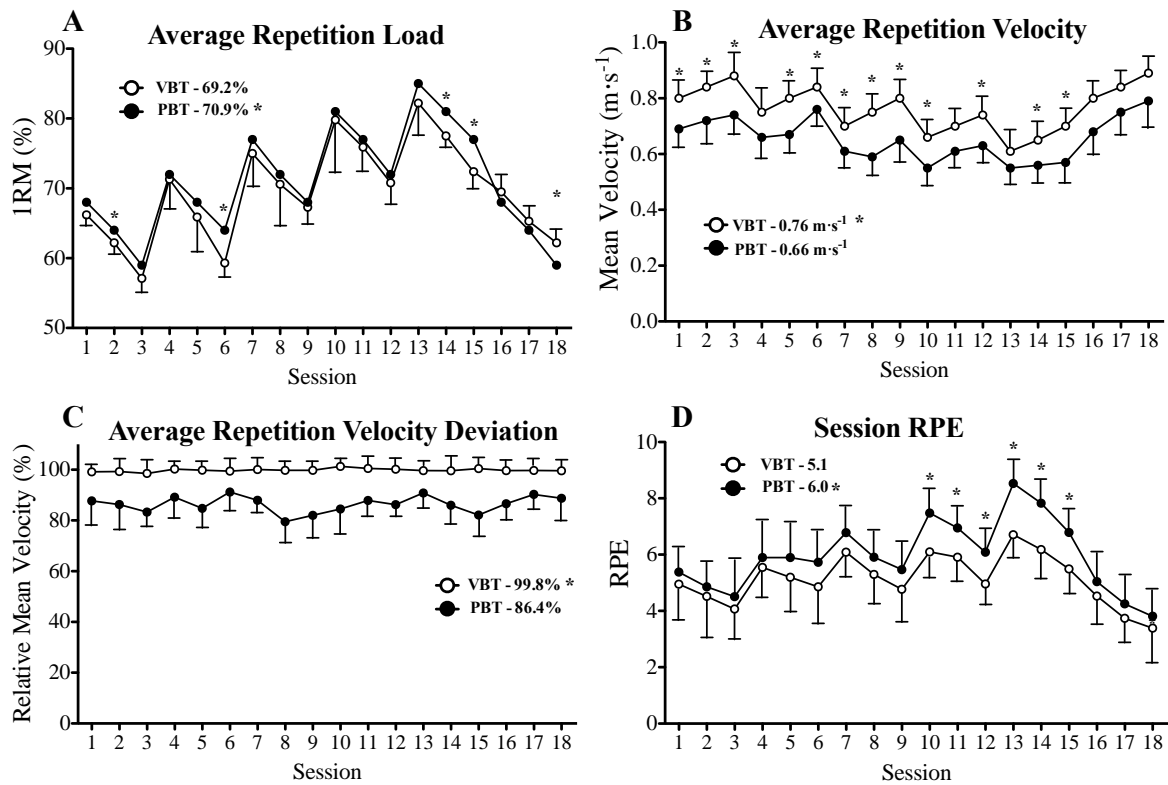 A
Average Repetition Load
90
80
70
60
50
1RM (%)
VBT - 69.2%
PBT - 70.9% *
* * * * *
1 2 3 4 5 6 7 8 9 10 11 12 13 14 15 16 17 18
Session
B
Average Repetition Velocity
1.0
0.8
0.6
0.4
0.2
0.0
Mean Velocity (m·s⁻¹)
* * * * * * * * * * * *
VBT - 0.76 m·s⁻¹ *
PBT - 0.66 m·s⁻¹
1 2 3 4 5 6 7 8 9 10 11 12 13 14 15 16 17 18
Session
C
Average Repetition Velocity Deviation
100
80
60
40
20
0
Relative Mean Velocity (%)
VBT - 99.8% *
PBT - 86.4%
1 2 3 4 5 6 7 8 9 10 11 12 13 14 15 16 17 18
Session
D
Session RPE
10
8
6
4
2
0
RPE
VBT - 5.1
PBT - 6.0 *
* * * * * *
1 2 3 4 5 6 7 8 9 10 11 12 13 14 15 16 17 18
Session